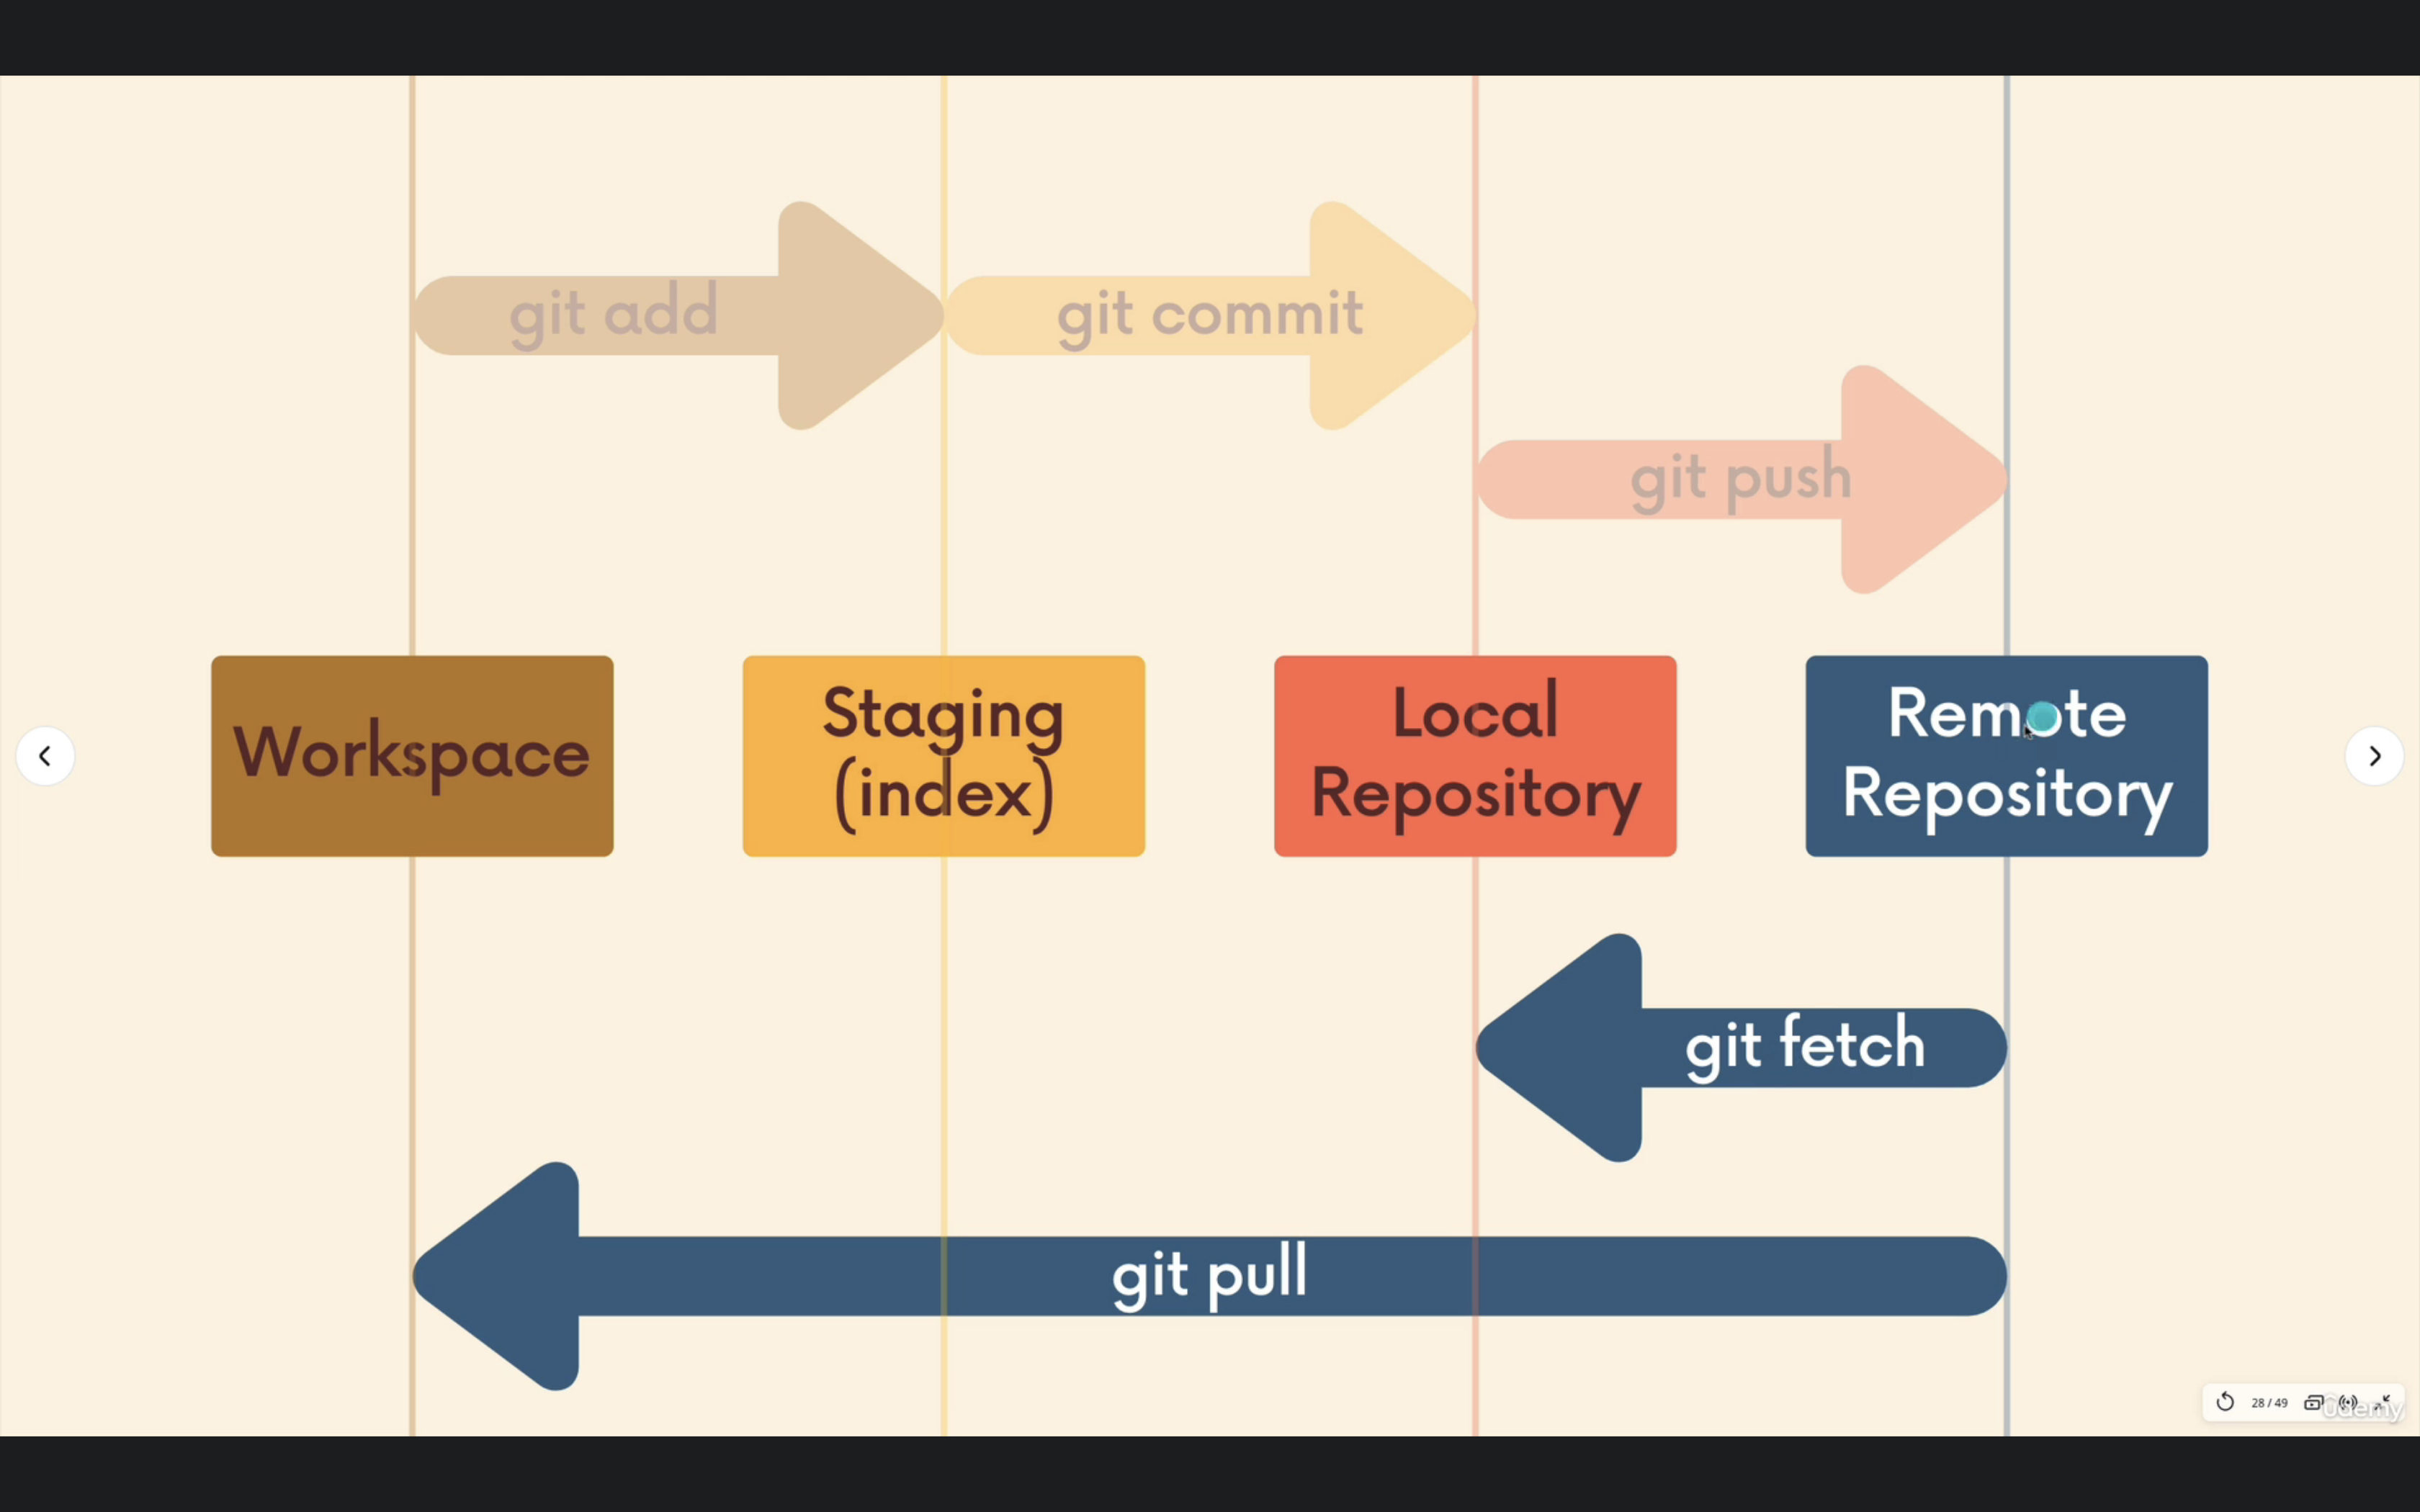 git add
git commit
git push
Workspace
Staging
(index)
Local
Repository
Remote
Repository
git fetch
git pull
28 / 49
Udemy